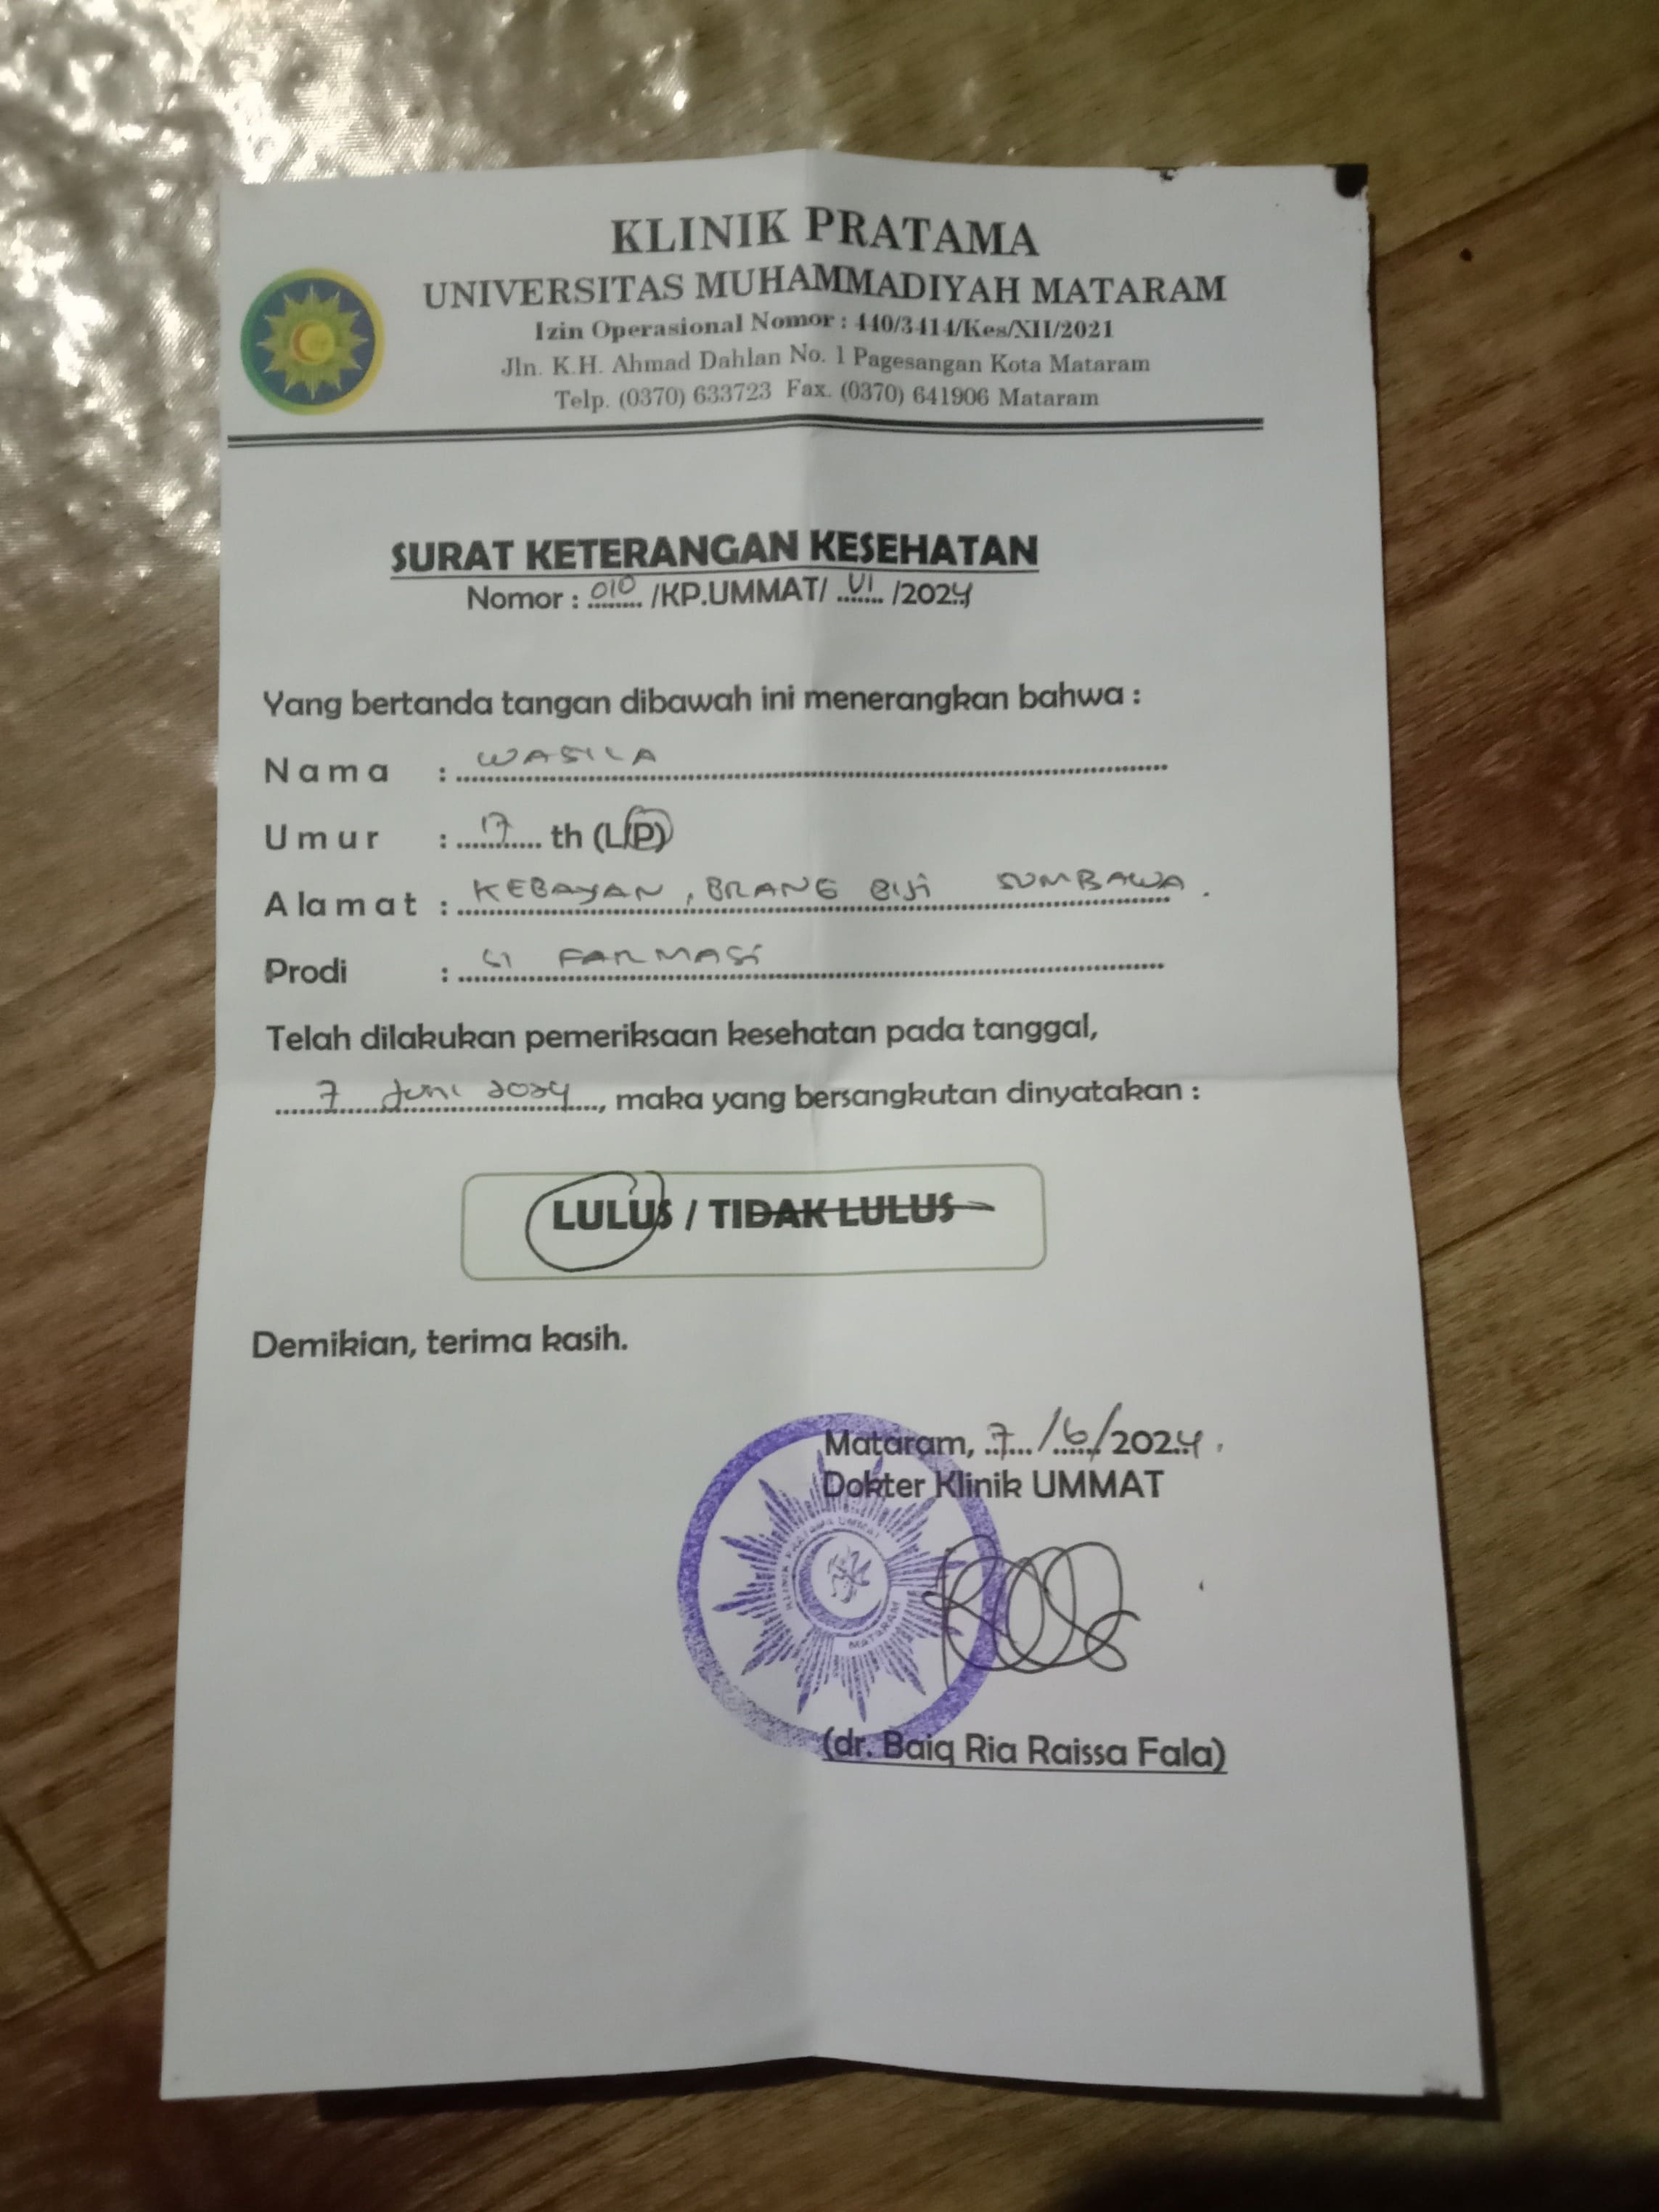 KLINIK PRATAMA
UNIVERSITAS MUHAMMADIYAH MATARAM
Izin Operasional Nomor : 440/3414/Kes/XII/2021
Jln. K.H. Ahmad Dahlan No. 1 Pagesangan Kota Mataram
Telp. (0370) 633723 Fax. (0370) 641906 Mataram
SURAT KETERANGAN KESEHATAN
Nomor : 010 /KP.UMMAT/ VI /2024
Yang bertanda tangan dibawah ini menerangkan bahwa :
Nama : WASILA
Umur : 17 th (L/P)
Alamat : KEBAYAN, BRANG BIJI SUMBAWA.
Prodi : S1 FARMASI
Telah dilakukan pemeriksaan kesehatan pada tanggal,
7 Juni 2024, maka yang bersangkutan dinyatakan :
LULUS / TIDAK LULUS
Demikian, terima kasih.
Mataram, 7 /6/2024.
Dokter Klinik UMMAT
KLINIK PRATAMA UMMAT
MATARAM
(dr. Baiq Ria Raissa Fala)